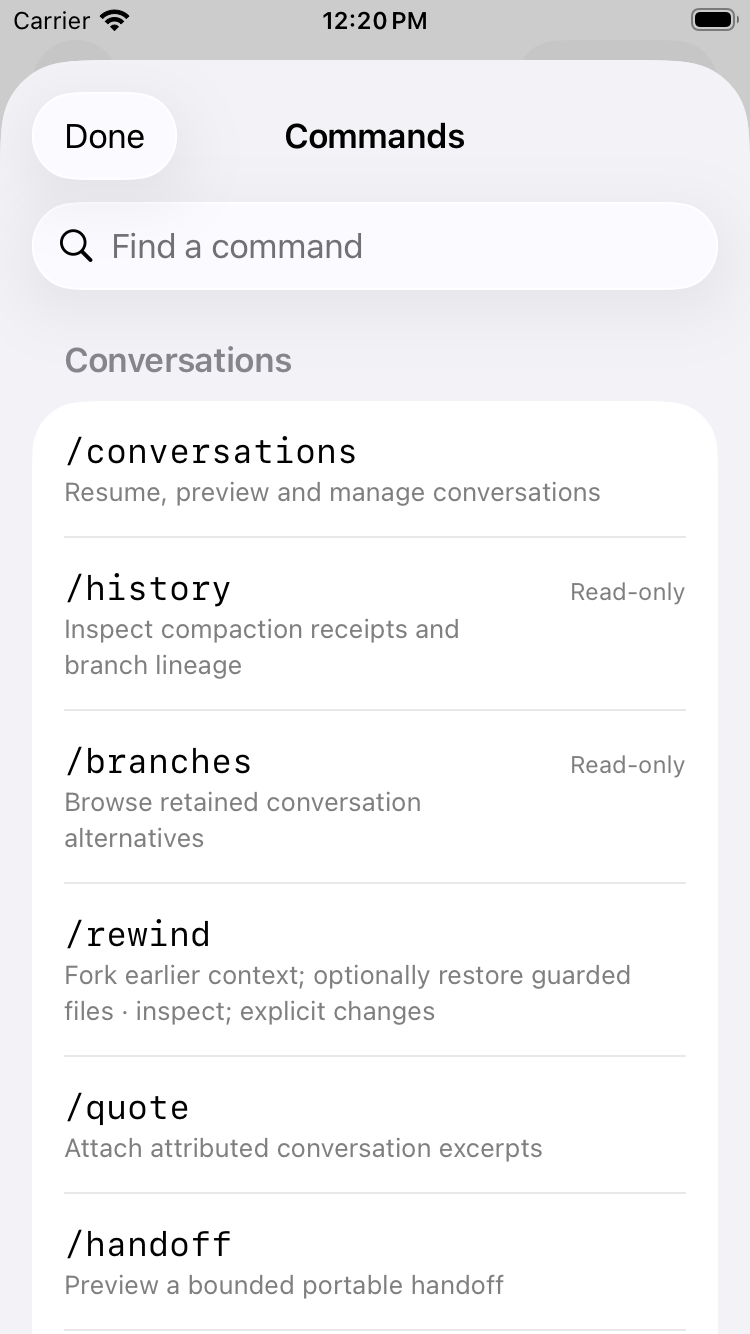 Carrier 12:20 PM
Done Commands
Find a command
Conversations
/conversations
Resume, preview and manage conversations
/history Read-only
Inspect compaction receipts and
branch lineage
/branches Read-only
Browse retained conversation
alternatives
/rewind
Fork earlier context; optionally restore guarded
files · inspect; explicit changes
/quote
Attach attributed conversation excerpts
/handoff
Preview a bounded portable handoff